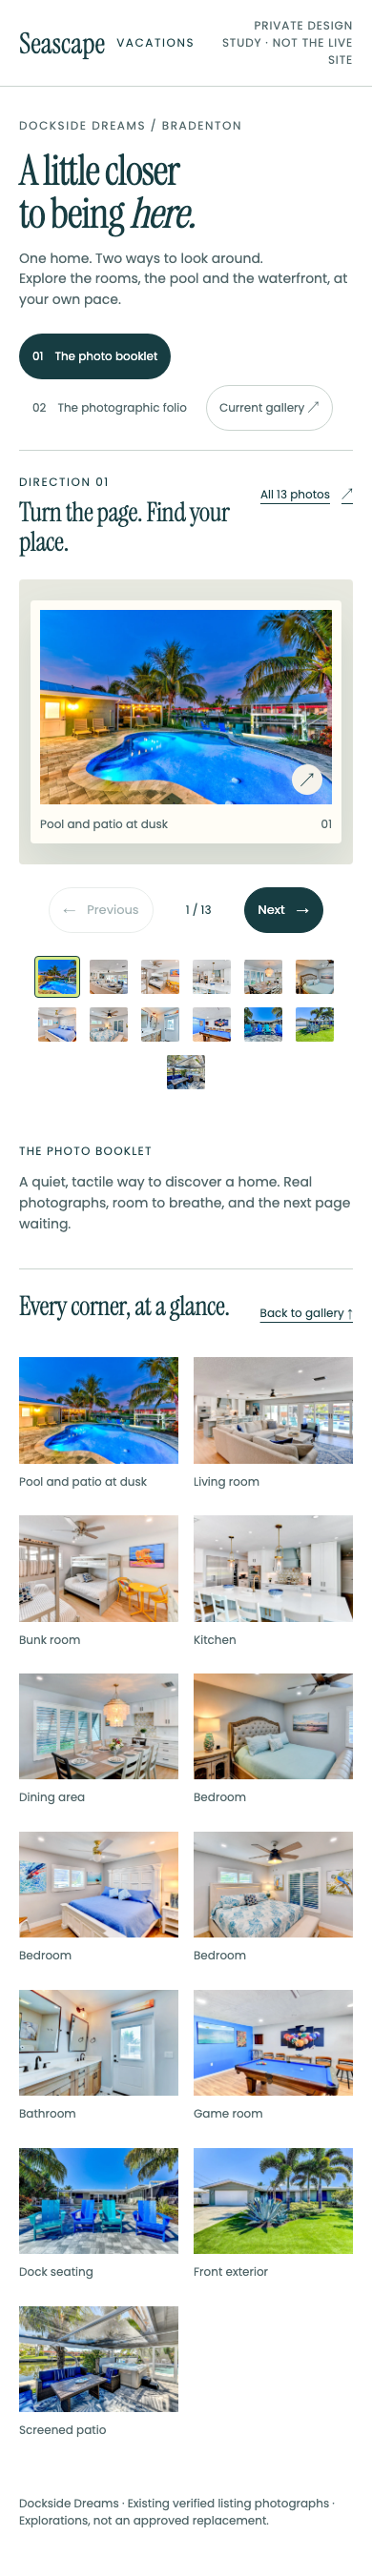 Seascape VACATIONS
PRIVATE DESIGN
STUDY · NOT THE LIVE
SITE
DOCKSIDE DREAMS / BRADENTON
A little closer
to being here.
One home. Two ways to look around.
Explore the rooms, the pool and the waterfront, at
your own pace.
01 The photo booklet
02 The photographic folio
Current gallery ↗
DIRECTION 01
Turn the page. Find your
place.
All 13 photos ↗
↗
Pool and patio at dusk 01
← Previous
1 / 13
Next →
THE PHOTO BOOKLET
A quiet, tactile way to discover a home. Real
photographs, room to breathe, and the next page
waiting.
Every corner, at a glance.
Back to gallery ↑
Pool and patio at dusk
Living room
Bunk room
Kitchen
Dining area
Bedroom
Bedroom
Bedroom
Bathroom
Game room
Dock seating
Front exterior
Screened patio
Dockside Dreams · Existing verified listing photographs ·
Explorations, not an approved replacement.